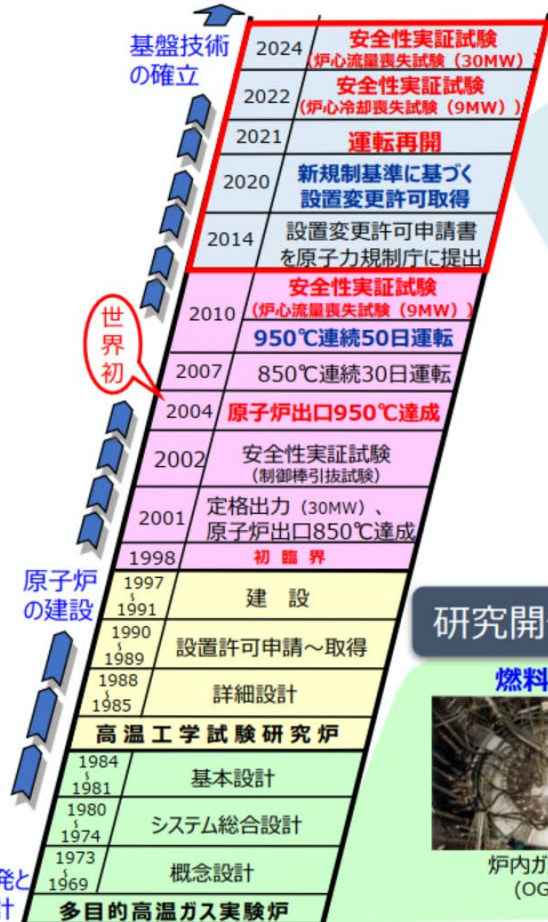 基盤技術
の確立
2024
安全性実証試験
(炉心流量喪失試験（30MW）
2022
安全性実証試験
(炉心冷却喪失試験（9MW）)
2021
運転再開
2020
新規制基準に基づく
設置変更許可取得
2014
設置変更許可申請書
を原子力規制庁に提出
2010
安全性実証試験
(炉心流量喪失試験（9MW）)
950℃連続50日運転
世
界
初
2007
850℃連続30日運転
2004
原子炉出口950℃達成
2002
安全性実証試験
(制御棒引抜試験)
2001
定格出力（30MW）、
原子炉出口850℃達成
1998
初臨界
原子炉
の建設
1997
～
1991
建 設
1990
～
1989
設置許可申請～取得
1988
～
1985
詳細設計
高温工学試験研究炉
1984
～
1981
基本設計
1980
～
1974
システム総合設計
1973
～
1969
概念設計
発と
計
多目的高温ガス実験炉
研究開
燃料
炉内ガ
(OG